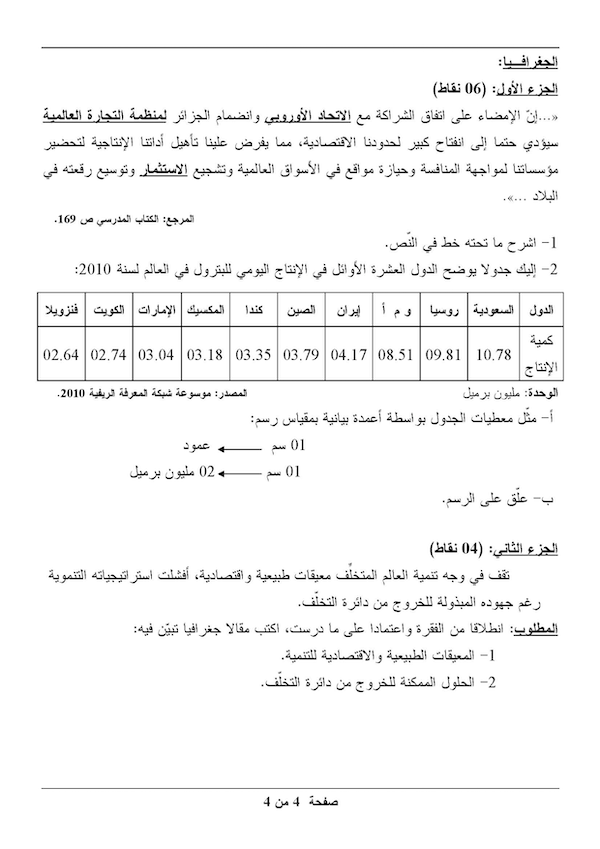 الجغرافـــيا:
الجزء الأول: (06 نقاط)
«...إنّ الإمضاء على اتفاق الشراكة مع الاتحاد الأوروبي وانضمام الجزائر لمنظمة التجارة العالمية
سيؤدي حتما إلى انفتاح كبير لحدودنا الاقتصادية، مما يفرض علينا تأهيل أداتنا الإنتاجية لتحضير
مؤسساتنا لمواجهة المنافسة وحيازة مواقع في الأسواق العالمية وتشجيع الاستثمار وتوسيع رقعته في
البلاد ...».
المرجع: الكتاب المدرسي ص 169.
1- اشرح ما تحته خط في النّص.
2- إليك جدولا يوضح الدول العشرة الأوائل في الإنتاج اليومي للبترول في العالم لسنة 2010:
الدول السعودية روسيا و م أ إيران الصين كندا المكسيك الإمارات الكويت فنزويلا
كمية الإنتاج 10.78 09.81 08.51 04.17 03.79 03.35 03.18 03.04 02.74 02.64
الوحدة: مليون برميل المصدر: موسوعة شبكة المعرفة الريفية 2010.
أ- مثّل معطيات الجدول بواسطة أعمدة بيانية بمقياس رسم:
01 سم ← عمود
01 سم ← 02 مليون برميل
ب- علّق على الرسم.
الجزء الثاني: (04 نقاط)
تقف في وجه تنمية العالم المتخلّف معيقات طبيعية واقتصادية، أفشلت استراتيجياته التنموية
رغم جهوده المبذولة للخروج من دائرة التخلّف.
المطلوب: انطلاقا من الفقرة واعتمادا على ما درست، اكتب مقالا جغرافيا تبيّن فيه:
1- المعيقات الطبيعية والاقتصادية للتنمية.
2- الحلول الممكنة للخروج من دائرة التخلّف.
صفحة 4 من 4